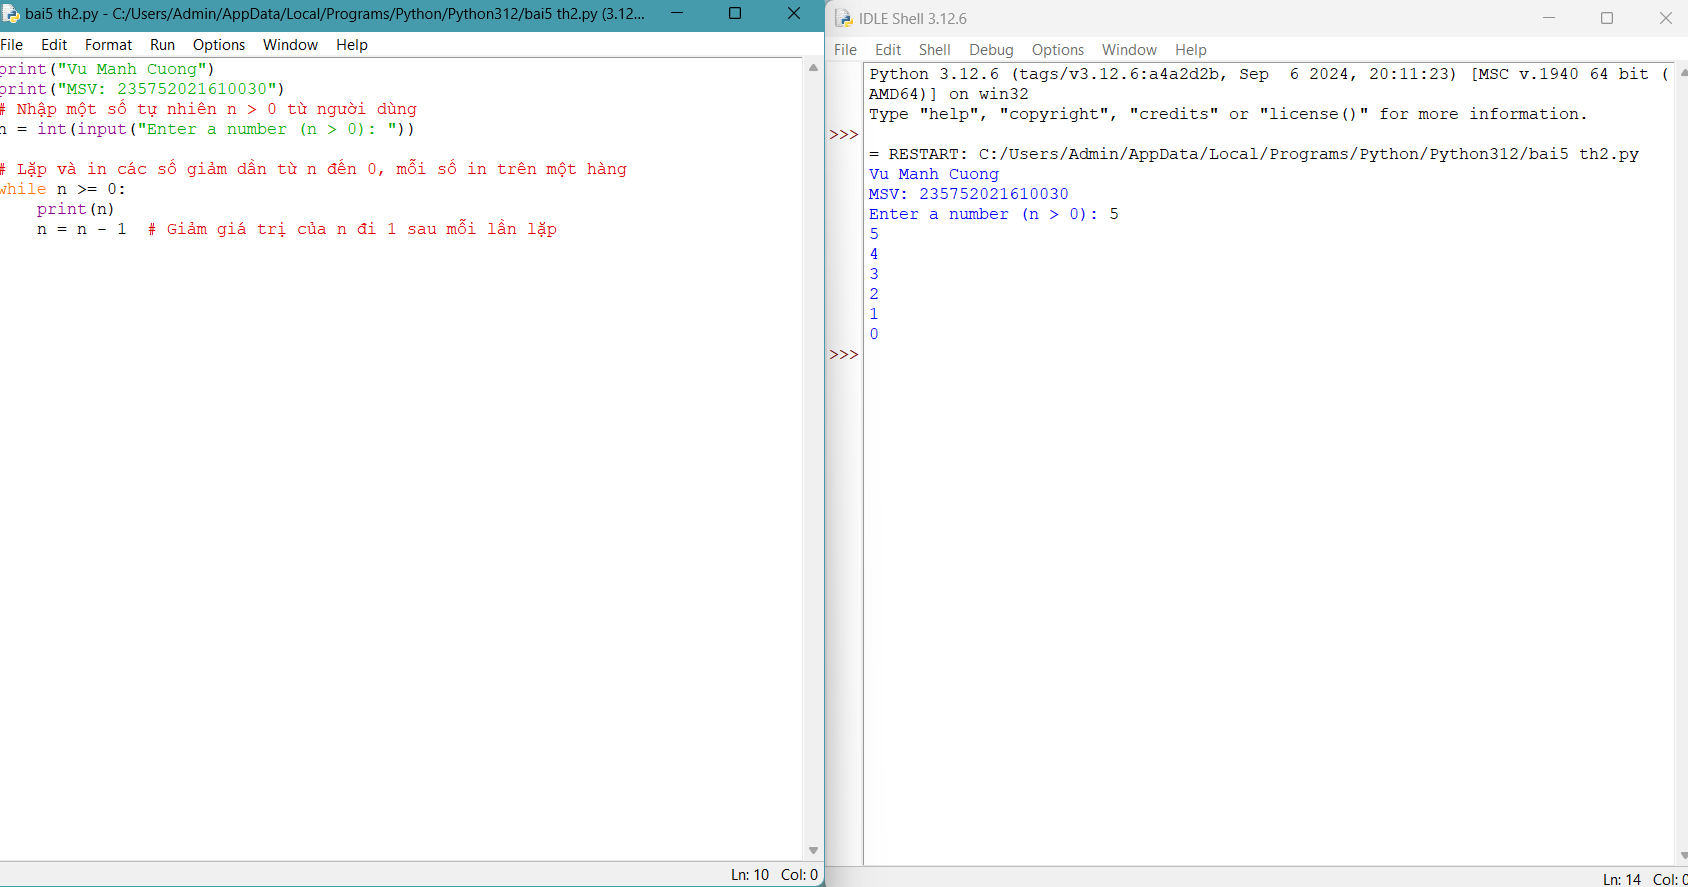 bai5 th2.py - C:/Users/Admin/AppData/Local/Programs/Python/Python312/bai5 th2.py (3.12...
File Edit Format Run Options Window Help
print("Vu Manh Cuong")
print("MSV: 235752021610030")
# Nhập một số tự nhiên n > 0 từ người dùng
n = int(input("Enter a number (n > 0): "))
# Lặp và in các số giảm dần từ n đến 0, mỗi số in trên một hàng
while n >= 0:
    print(n)
    n = n - 1  # Giảm giá trị của n đi 1 sau mỗi lần lặp
Ln: 10 Col: 0
IDLE Shell 3.12.6
File Edit Shell Debug Options Window Help
Python 3.12.6 (tags/v3.12.6:a4a2d2b, Sep  6 2024, 20:11:23) [MSC v.1940 64 bit (
AMD64)] on win32
Type "help", "copyright", "credits" or "license()" for more information.
>>>
= RESTART: C:/Users/Admin/AppData/Local/Programs/Python/Python312/bai5 th2.py
Vu Manh Cuong
MSV: 235752021610030
Enter a number (n > 0): 5
5
4
3
2
1
0
>>>
Ln: 14 Col: 0